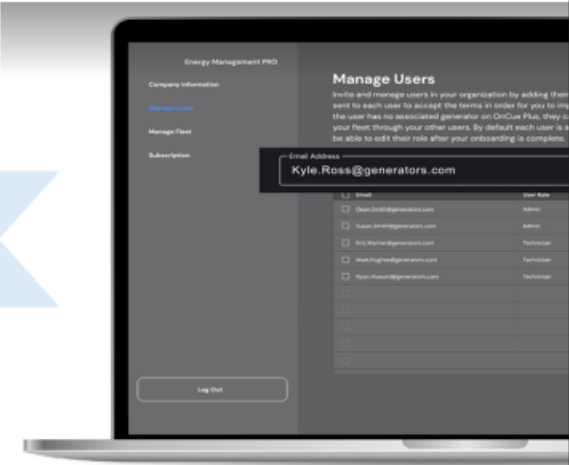 Energy Management PRO
Company Information
Manage Users
Manage Fleet
Subscription
Log Out
Manage Users
Invite and manage users in your organization by adding their
sent to each user to accept the terms in order for you to imp
the user has no associated generator on OnCue Plus, they c
your fleet through your other users. By default each user is a
be able to edit their role after your onboarding is complete.
Email Address
Kyle.Ross@generators.com
Email User Role
Dean.Smith@generators.com Admin
Susan.Smith@generators.com Admin
Eric.Warner@generators.com Technician
Matt.Hughes@generators.com Technician
Ryan.Howard@generators.com Technician